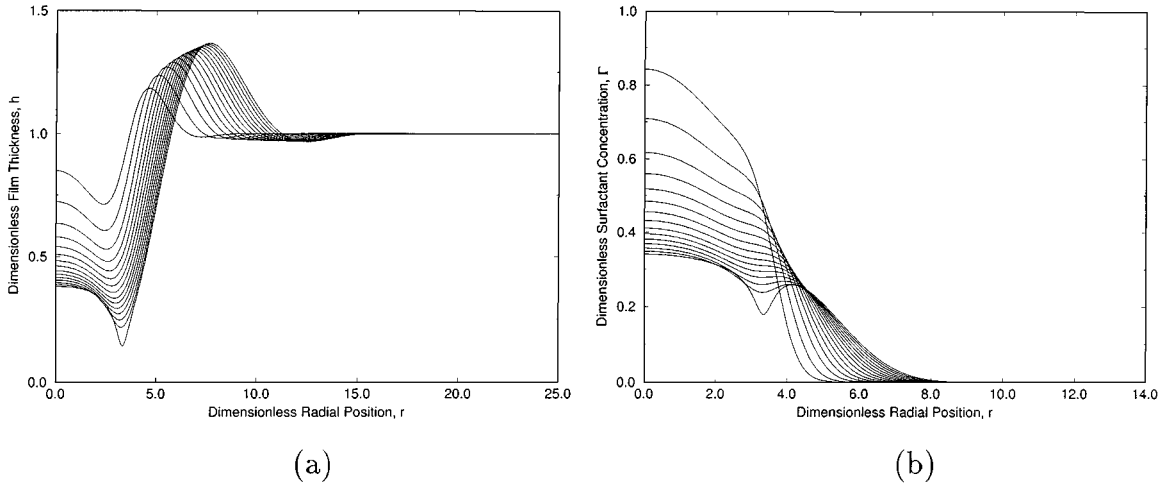 1.5
1.0
0.5
0.0
Dimensionless Film Thickness, h
0.0 5.0 10.0 15.0 20.0 25.0
Dimensionless Radial Position, r
(a)
1.0
0.8
0.6
0.4
0.2
0.0
Dimensionless Surfactant Concentration, Γ
0.0 2.0 4.0 6.0 8.0 10.0 12.0 14.0
Dimensionless Radial Position, r
(b)